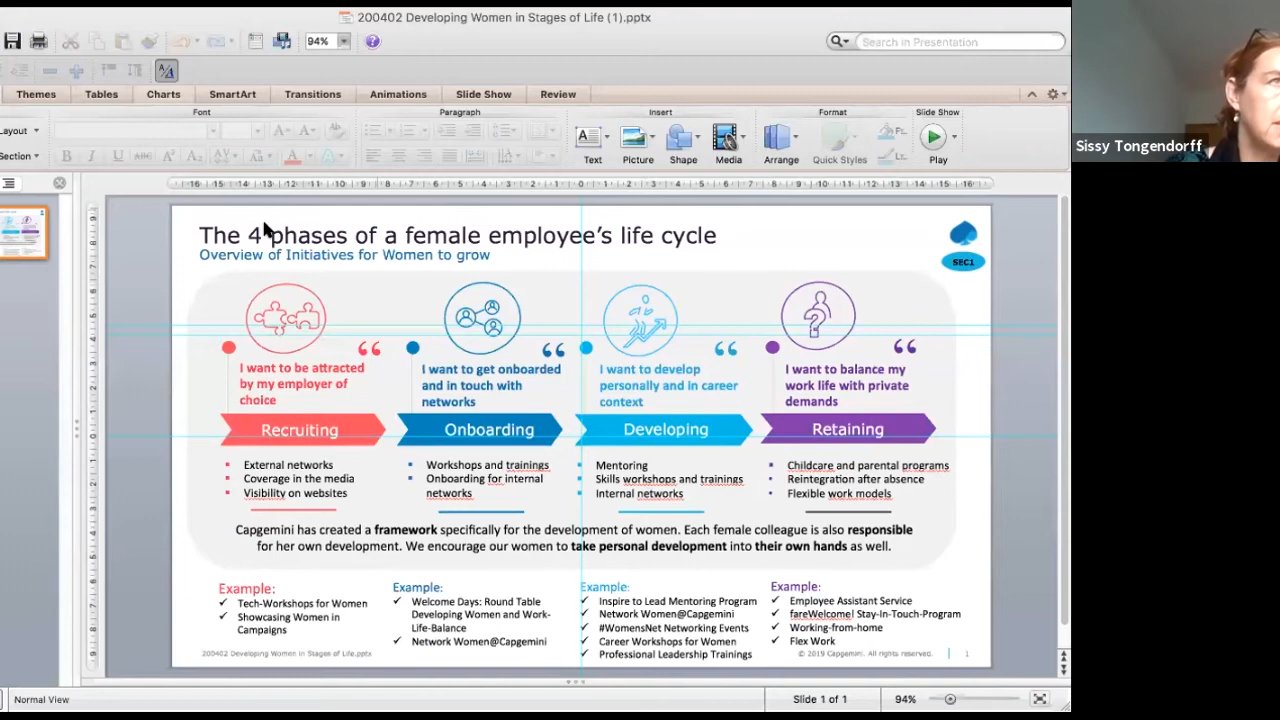 200402 Developing Women in Stages of Life (1).pptx
94%
Search in Presentation
Themes
Tables
Charts
SmartArt
Transitions
Animations
Slide Show
Review
Font
Paragraph
Insert
Format
Slide Show
Layout
Section
B I U ABC A² A₂ AV Aa A A
Text
Picture
Shape
Media
Arrange
Quick Styles
Play
Sissy Tongendorff
The 4 phases of a female employee's life cycle
Overview of Initiatives for Women to grow
SEC1
I want to be attracted
by my employer of
choice
I want to get onboarded
and in touch with
networks
I want to develop
personally and in career
context
I want to balance my
work life with private
demands
Recruiting
Onboarding
Developing
Retaining
External networks
Coverage in the media
Visibility on websites
Workshops and trainings
Onboarding for internal
networks
Mentoring
Skills workshops and trainings
Internal networks
Childcare and parental programs
Reintegration after absence
Flexible work models
Capgemini has created a framework specifically for the development of women. Each female colleague is also responsible
for her own development. We encourage our women to take personal development into their own hands as well.
Example:
Tech-Workshops for Women
Showcasing Women in
Campaigns
Example:
Welcome Days: Round Table
Developing Women and Work-
Life-Balance
Network Women@Capgemini
Example:
Inspire to Lead Mentoring Program
Network Women@Capgemini
#WomensNet Networking Events
Career Workshops for Women
Professional Leadership Trainings
Example:
Employee Assistant Service
fareWelcome! Stay-In-Touch-Program
Working-from-home
Flex Work
200402 Developing Women in Stages of Life.pptx
© 2019 Capgemini. All rights reserved.
1
Normal View
Slide 1 of 1
94%